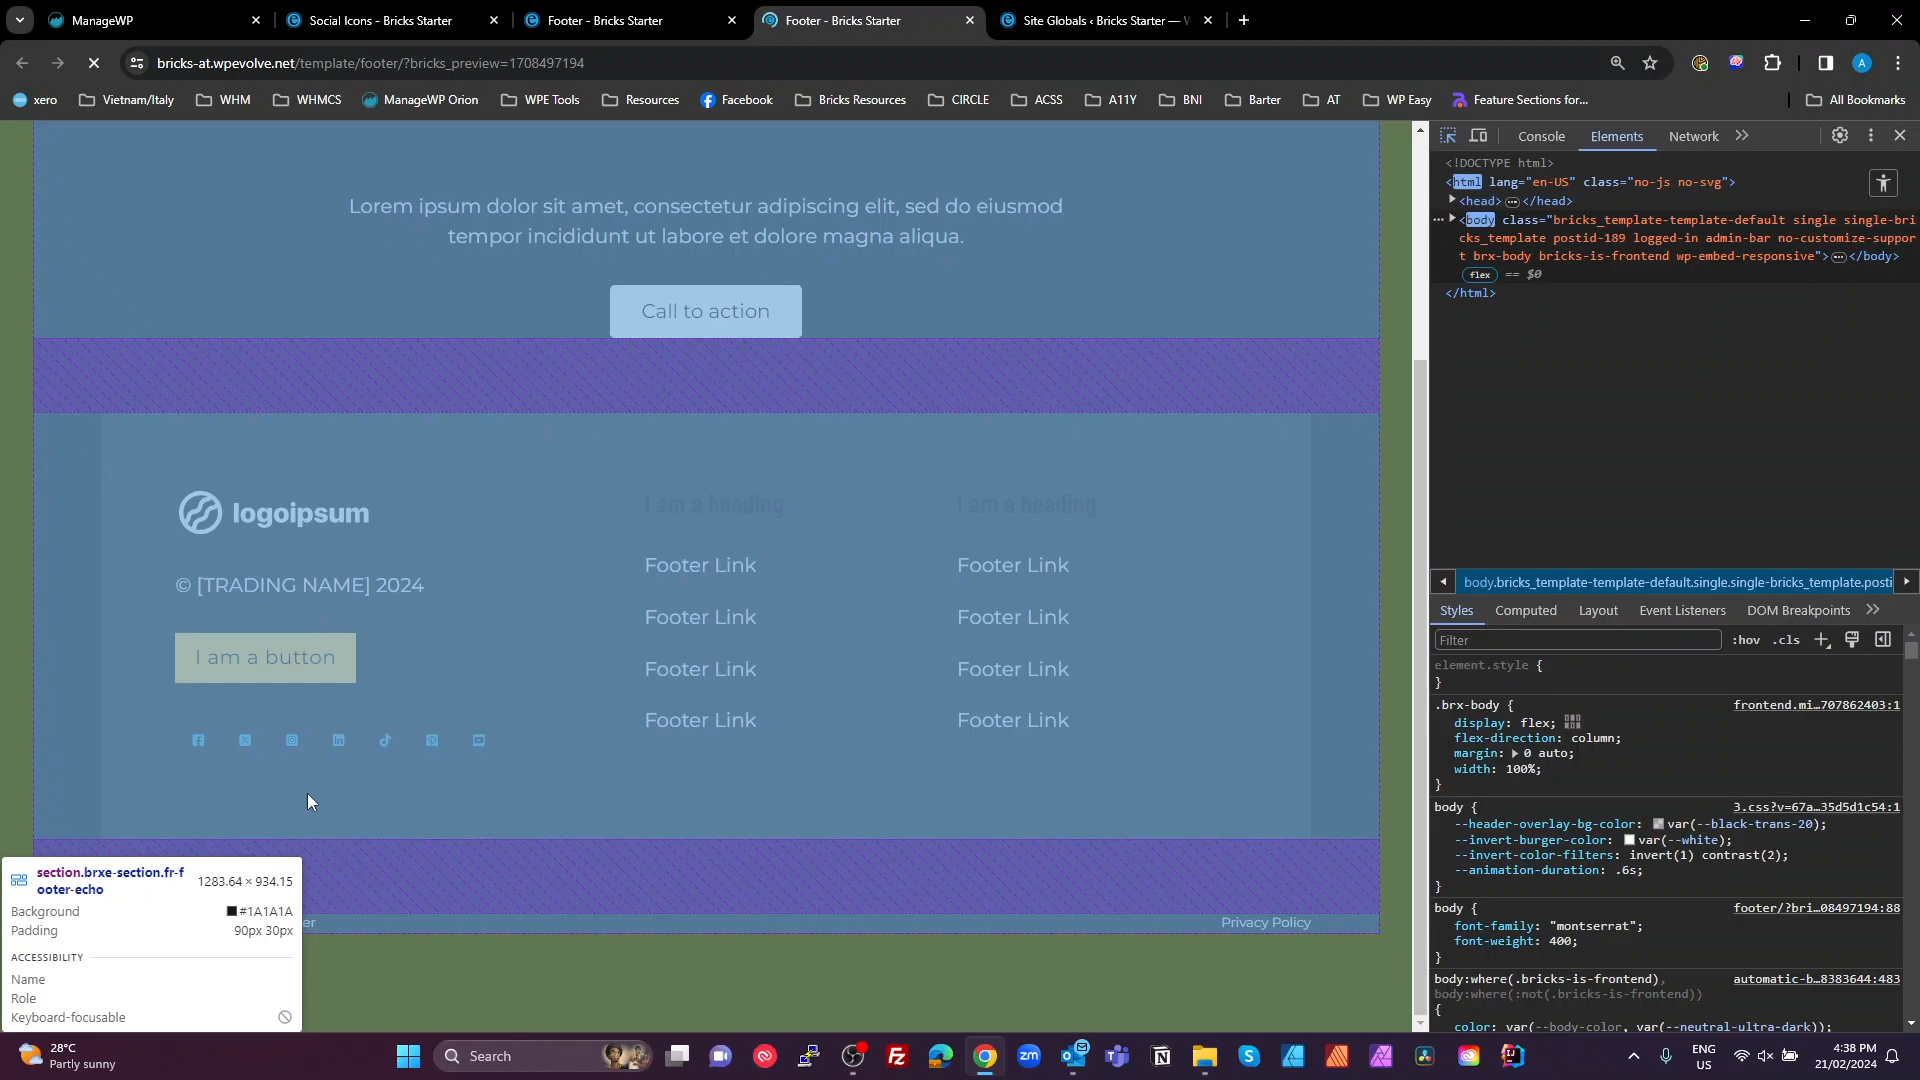 ManageWP
Social Icons - Bricks Starter
Footer - Bricks Starter
Footer - Bricks Starter
Site Globals ‹ Bricks Starter —
bricks-at.wpevolve.net/template/footer/?bricks_preview=1708497194
A
xero
Vietnam/Italy
WHM
WHMCS
ManageWP Orion
WPE Tools
Resources
Facebook
Bricks Resources
CIRCLE
ACSS
A11Y
BNI
Barter
AT
WP Easy
Feature Sections for...
All Bookmarks
Lorem ipsum dolor sit amet, consectetur adipiscing elit, sed do eiusmod
tempor incididunt ut labore et dolore magna aliqua.
Call to action
logoipsum
© [TRADING NAME] 2024
I am a button
I am a heading
Footer Link
Footer Link
Footer Link
Footer Link
I am a heading
Footer Link
Footer Link
Footer Link
Footer Link
er
Privacy Policy
section.brxe-section.fr-f
ooter-echo
1283.64 × 934.15
Background
#1A1A1A
Padding
90px 30px
ACCESSIBILITY
Name
Role
Keyboard-focusable
Console
Elements
Network
<!DOCTYPE html>
<html lang="en-US" class="no-js no-svg">
<head> … </head>
<body class="bricks_template-template-default single single-bri
cks_template postid-189 logged-in admin-bar no-customize-suppor
t brx-body bricks-is-frontend wp-embed-responsive"> … </body>
flex == $0
</html>
body.bricks_template-template-default.single.single-bricks_template.posti
Styles
Computed
Layout
Event Listeners
DOM Breakpoints
Filter
:hov
.cls
element.style {
}
.brx-body {
frontend.mi…707862403:1
display: flex;
flex-direction: column;
margin: 0 auto;
width: 100%;
}
body {
3.css?v=67a…35d5d1c54:1
--header-overlay-bg-color: var(--black-trans-20);
--invert-burger-color: var(--white);
--invert-color-filters: invert(1) contrast(2);
--animation-duration: .6s;
}
body {
footer/?bri…08497194:88
font-family: "montserrat";
font-weight: 400;
}
body:where(.bricks-is-frontend),
automatic-b…8383644:483
body:where(:not(.bricks-is-frontend))
{
color: var(--body-color, var(--neutral-ultra-dark));
28°C
Partly sunny
Search
ENG
US
4:38 PM
21/02/2024